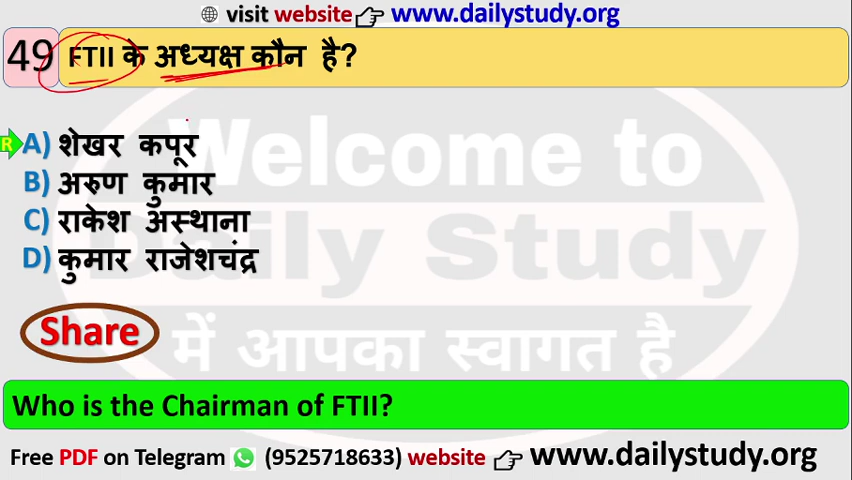 visit website www.dailystudy.org
49 FTII के अध्यक्ष कौन है?
R A) शेखर कपूर
B) अरुण कुमार
C) राकेश अस्थाना
D) कुमार राजेशचंद्र
Welcome to
Daily Study
में आपका स्वागत है
Share
Who is the Chairman of FTII?
Free PDF on Telegram (9525718633) website www.dailystudy.org